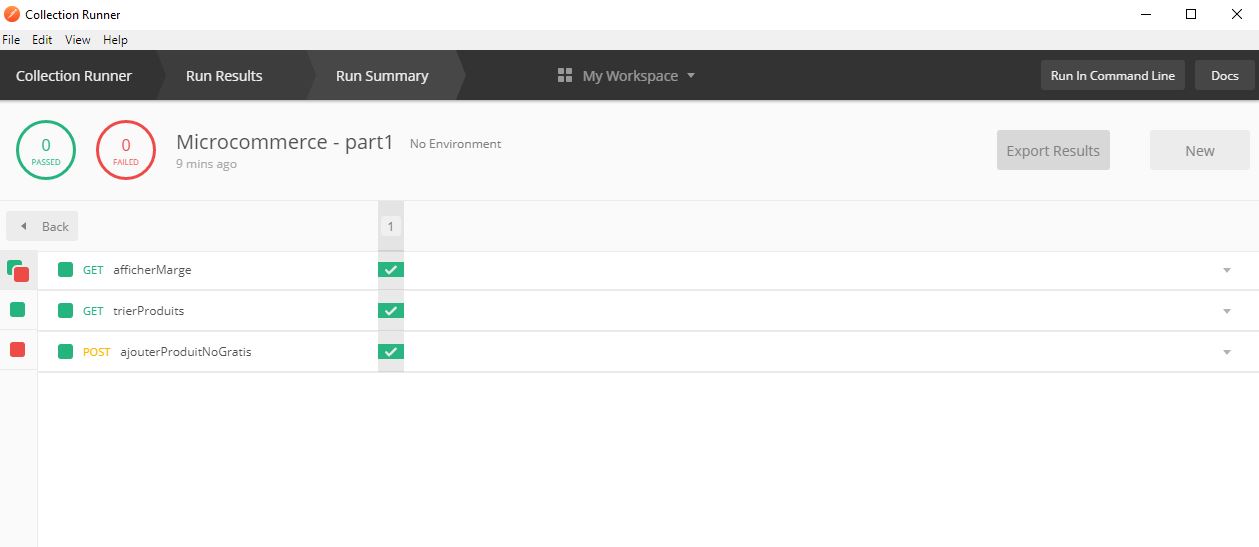 Collection Runner
File Edit View Help
Collection Runner Run Results Run Summary My Workspace Run In Command Line Docs
0 PASSED
0 FAILED
Microcommerce - part1 No Environment
9 mins ago
Export Results New
Back 1
GET afficherMarge
GET trierProduits
POST ajouterProduitNoGratis